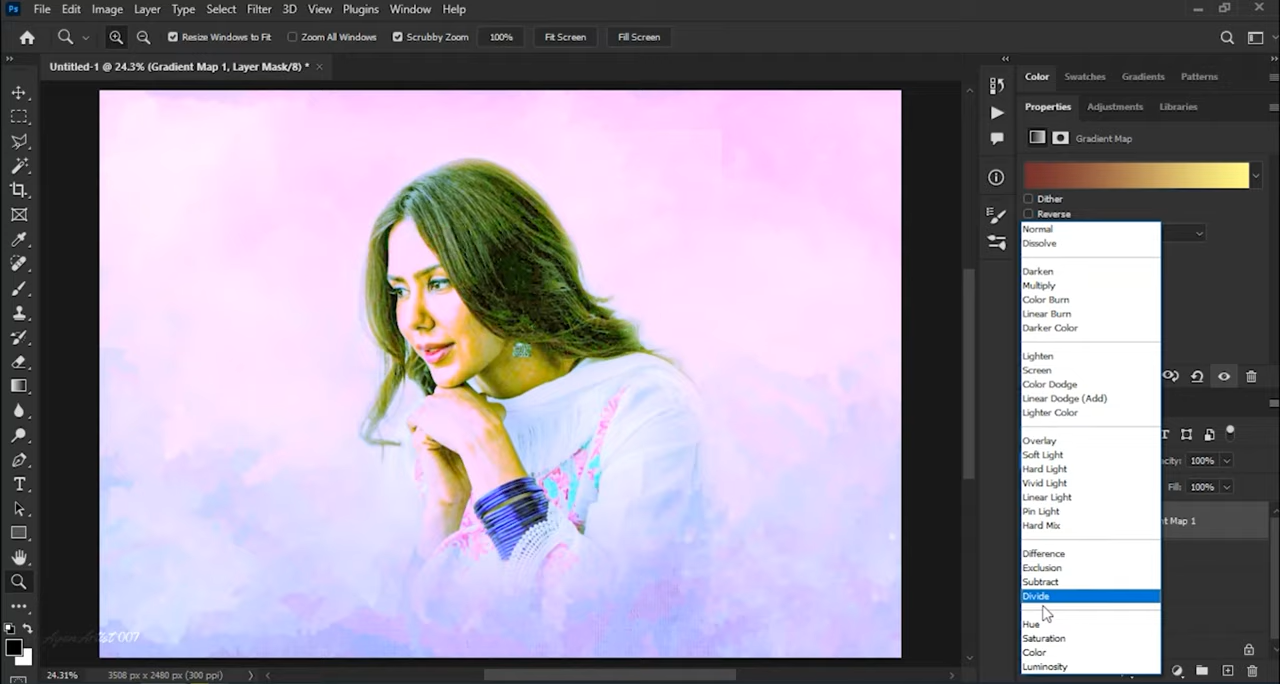 Ps File Edit Image Layer Type Select Filter 3D View Plugins Window Help
Resize Windows to Fit Zoom All Windows Scrubby Zoom 100% Fit Screen Fill Screen
Untitled-1 @ 24.3% (Gradient Map 1, Layer Mask/8) * ×
Color Swatches Gradients Patterns
Properties Adjustments Libraries
Gradient Map
Dither
Reverse
Normal
Dissolve
Darken
Multiply
Color Burn
Linear Burn
Darker Color
Lighten
Screen
Color Dodge
Linear Dodge (Add)
Lighter Color
Overlay
Soft Light
Hard Light
Vivid Light
Linear Light
Pin Light
Hard Mix
Difference
Exclusion
Subtract
Divide
Hue
Saturation
Color
Luminosity
acity: 100%
Fill: 100%
nt Map 1
24.31% 3508 px x 2480 px (300 ppi)